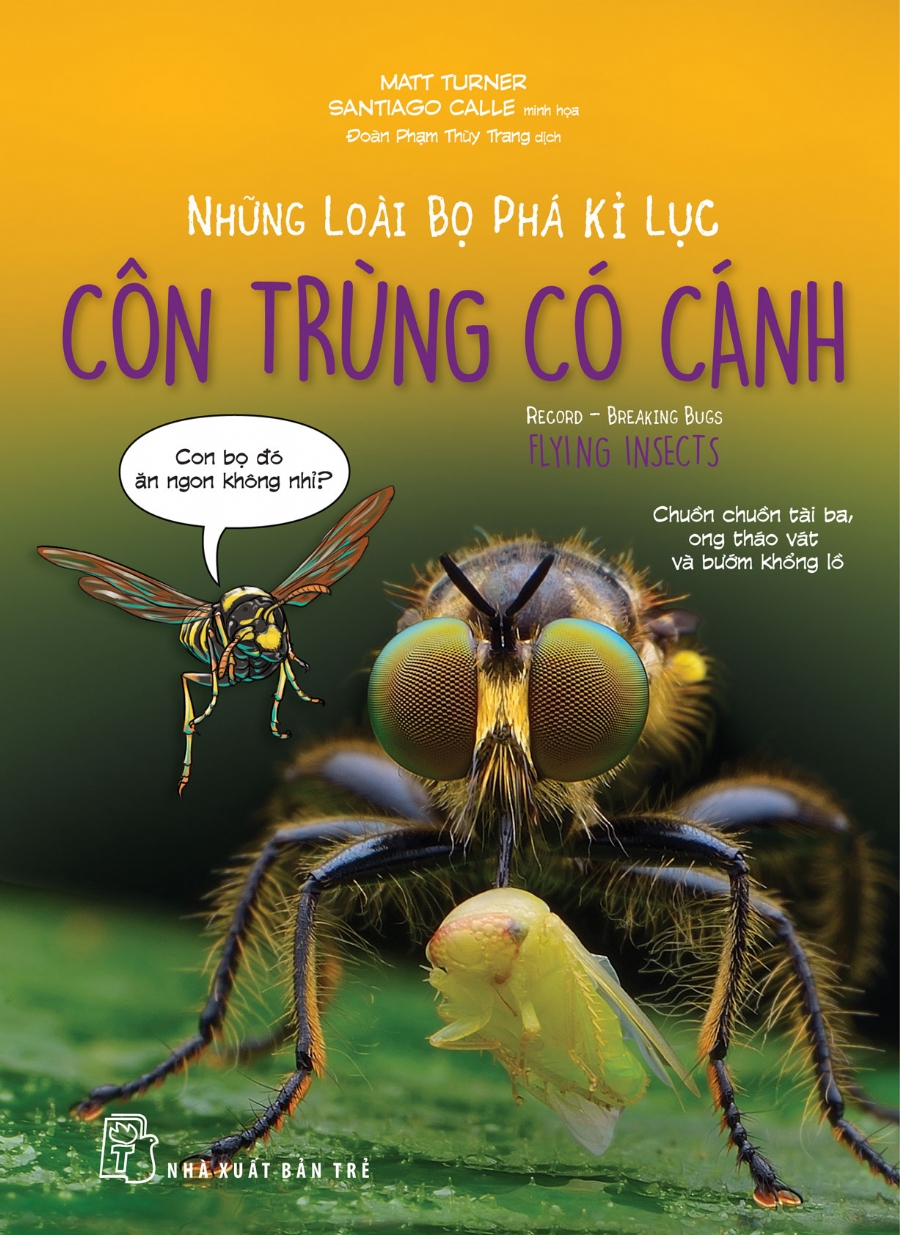 MATT TURNER
SANTIAGO CALLE minh họa
Đoàn Phạm Thùy Trang dịch
NHỮNG LOÀI BỌ PHÁ KỈ LỤC
CÔN TRÙNG CÓ CÁNH
RECORD – BREAKING BUGS
FLYING INSECTS
Con bọ đó
ăn ngon không nhỉ?
Chuồn chuồn tài ba,
ong tháo vát
và bướm khổng lồ
NHÀ XUẤT BẢN TRẺ